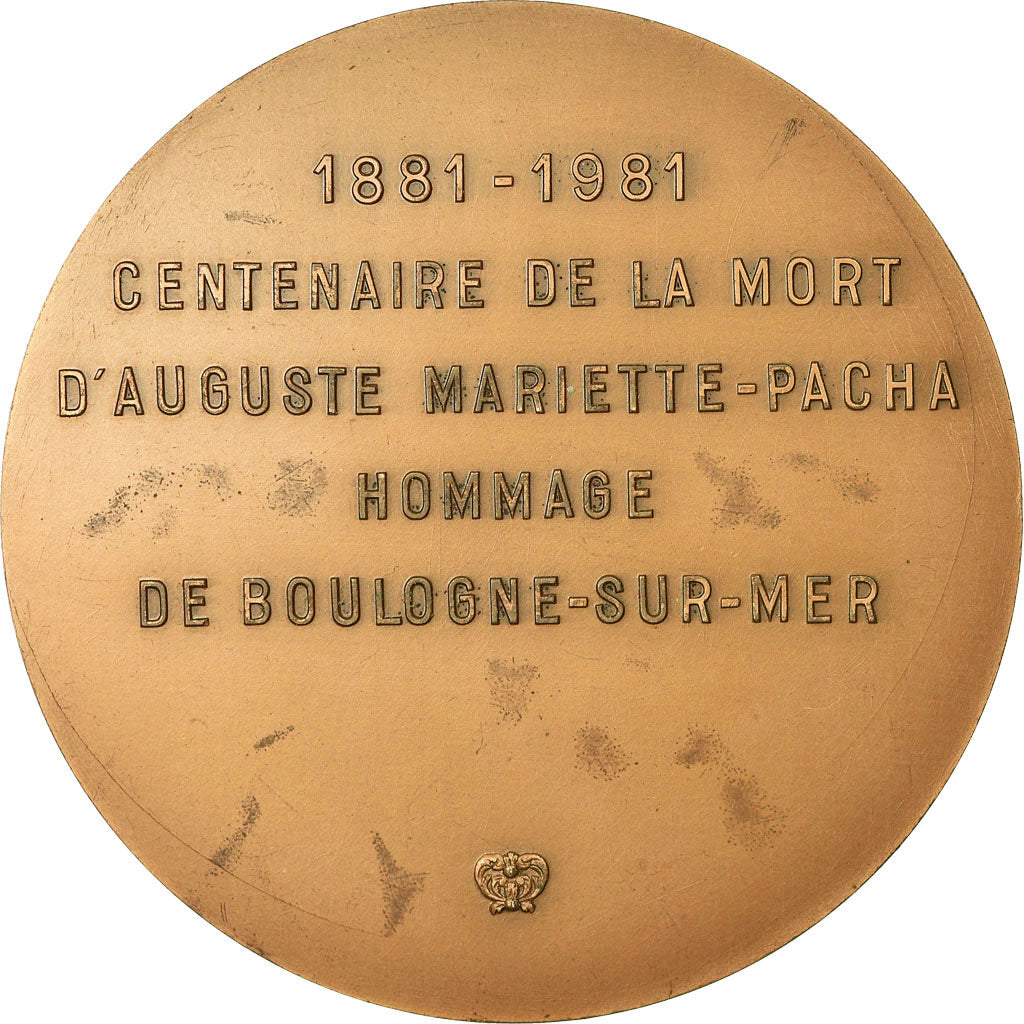 1881-1981
CENTENAIRE DE LA MORT
D'AUGUSTE MARIETTE-PACHA
HOMMAGE
DE BOULOGNE-SUR-MER